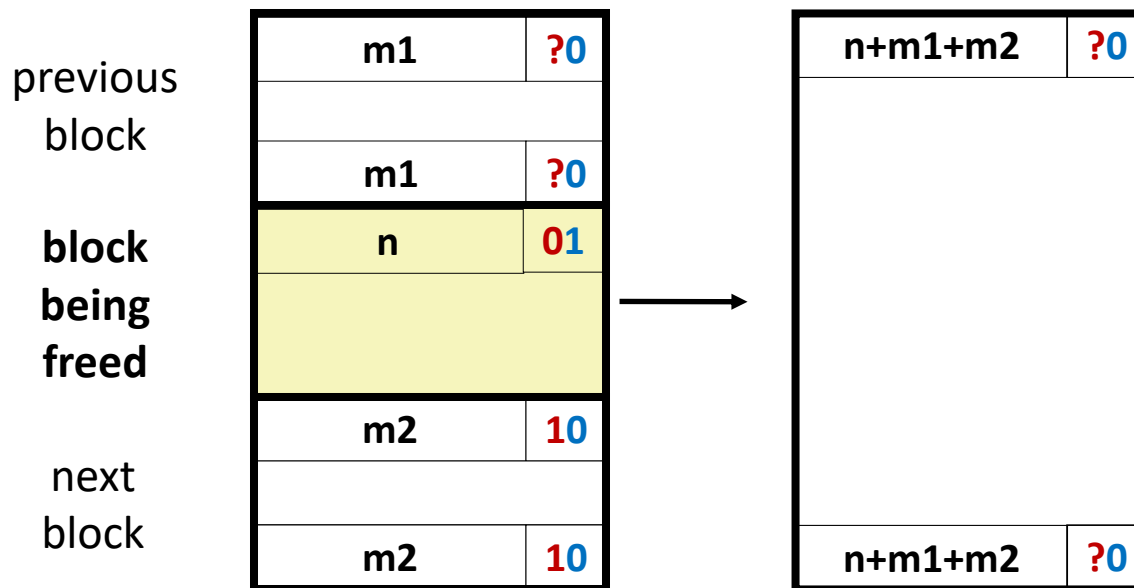 previous
block
m1 ?0
m1 ?0
block
being
freed
n 01
next
block
m2 10
m2 10
n+m1+m2 ?0
n+m1+m2 ?0